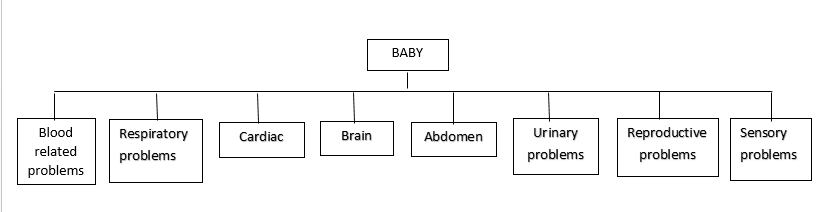 BABY
Blood
related
problems
Respiratory
problems
Cardiac
Brain
Abdomen
Urinary
problems
Reproductive
problems
Sensory
problems